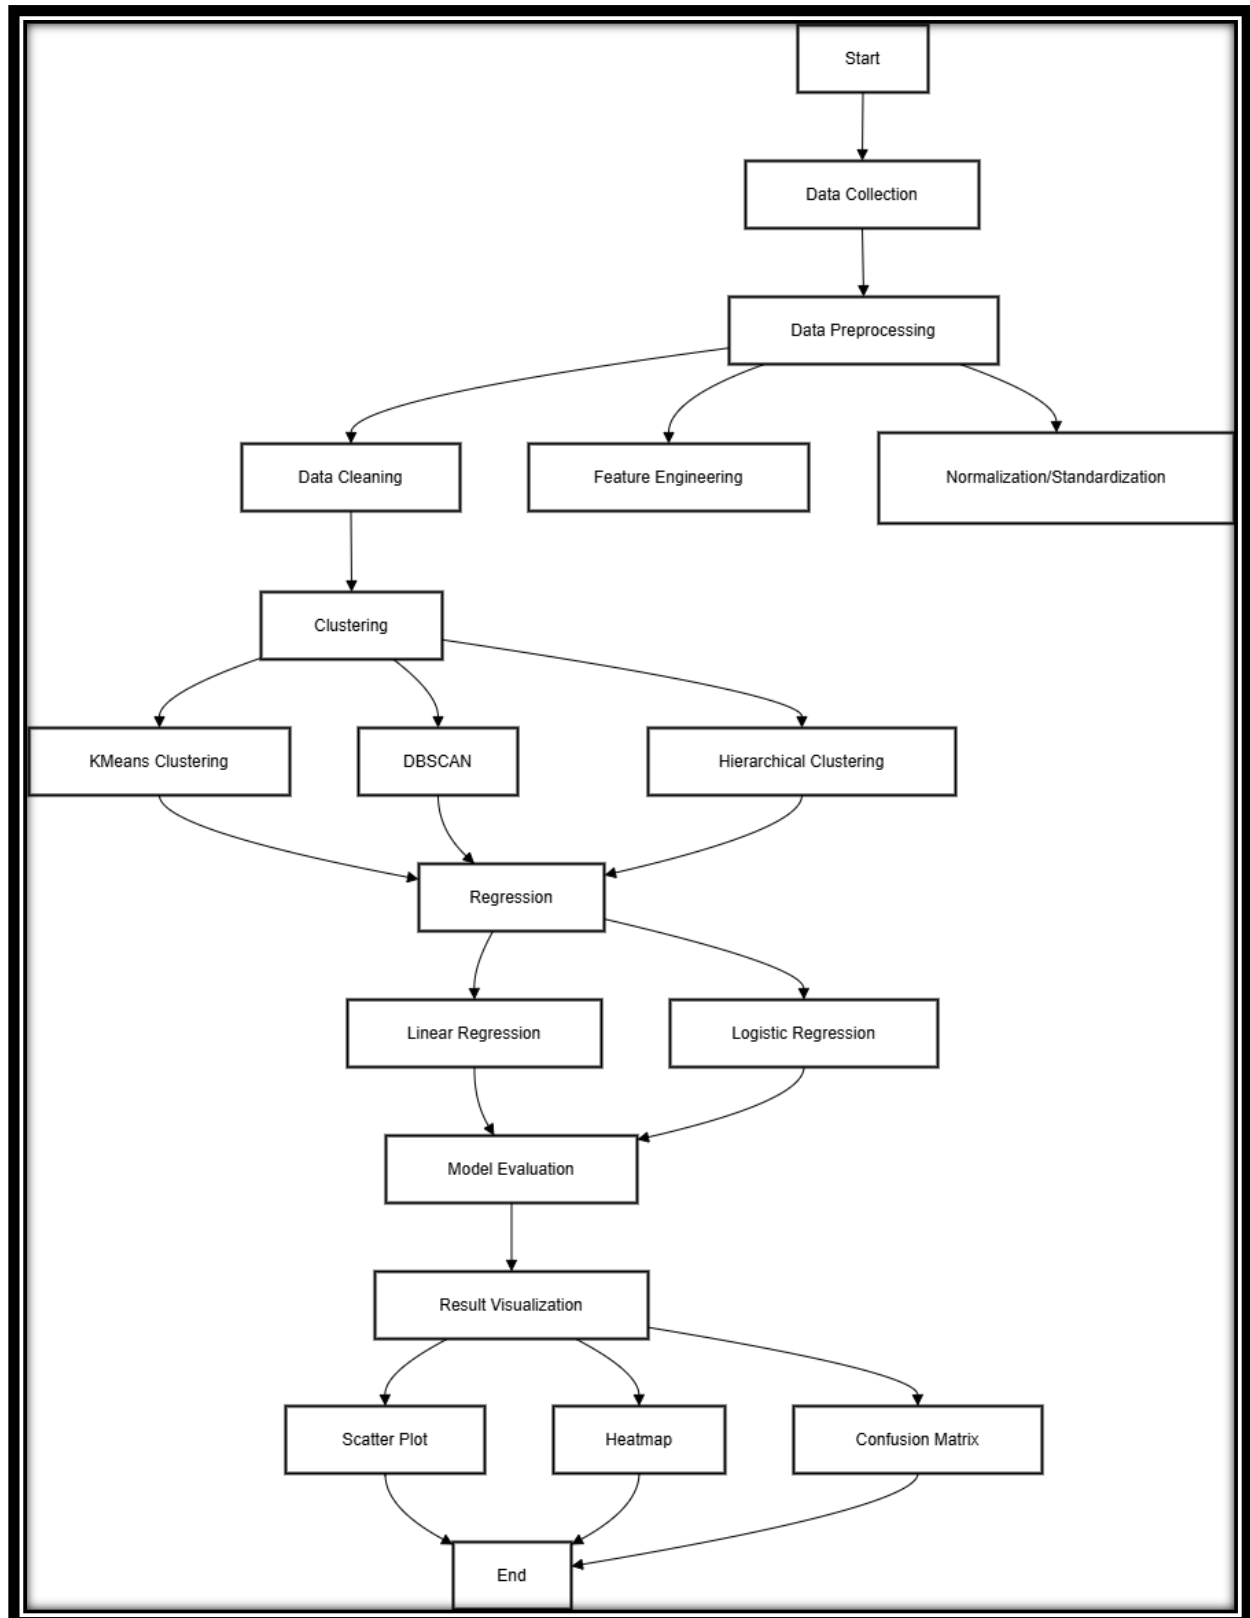 Start
Data Collection
Data Preprocessing
Data Cleaning
Feature Engineering
Normalization/Standardization
Clustering
KMeans Clustering
DBSCAN
Hierarchical Clustering
Regression
Linear Regression
Logistic Regression
Model Evaluation
Result Visualization
Scatter Plot
Heatmap
Confusion Matrix
End